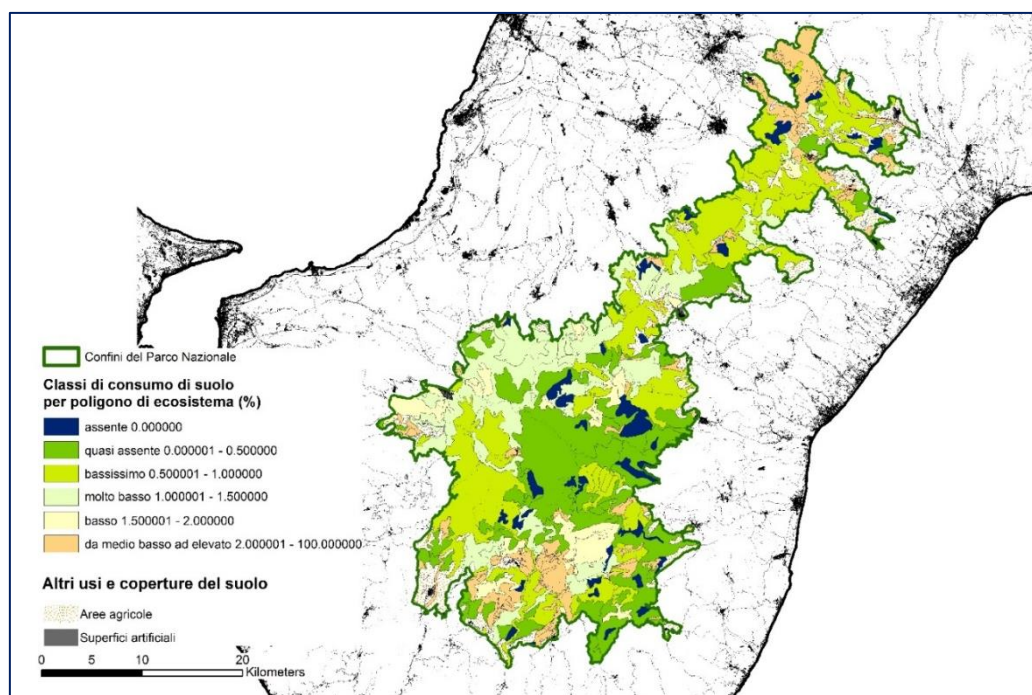 Confini del Parco Nazionale
Classi di consumo di suolo
per poligono di ecosistema (%)
assente 0.000000
quasi assente 0.000001 - 0.500000
bassissimo 0.500001 - 1.000000
molto basso 1.000001 - 1.500000
basso 1.500001 - 2.000000
da medio basso ad elevato 2.000001 - 100.000000
Altri usi e coperture del suolo
Aree agricole
Superfici artificiali
0 10 20
Kilometers